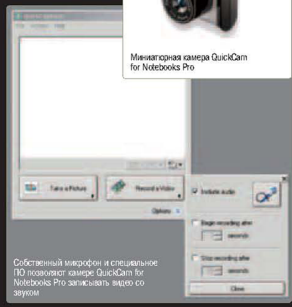 Миниатюрная камера QuickCam
for Notebooks Pro
Take a Picture
Record a Video
Options
Include audio
Begin recording after
seconds
Stop recording after
seconds
Close
Собственный микрофон и специальное
ПО позволяют камере QuickCam for
Notebooks Pro записывать видео со
звуком